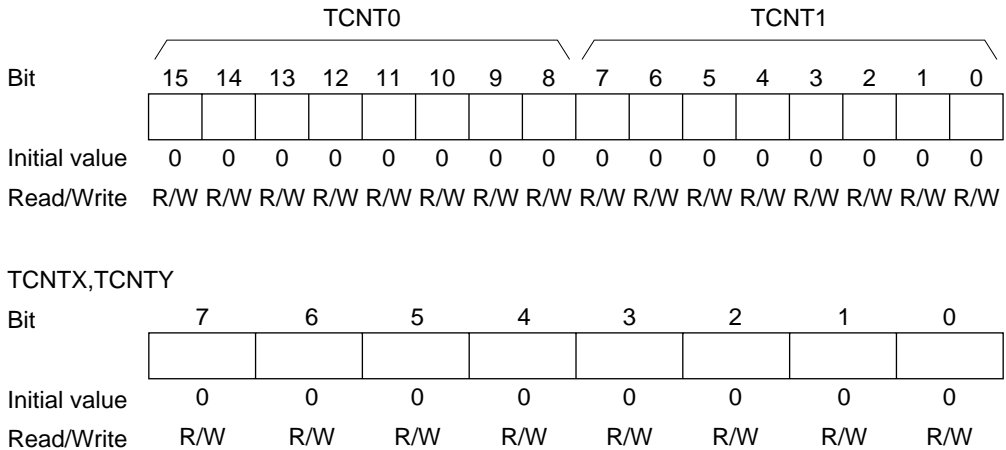 TCNT0 TCNT1
Bit 15 14 13 12 11 10 9 8 7 6 5 4 3 2 1 0
Initial value 0 0 0 0 0 0 0 0 0 0 0 0 0 0 0 0
Read/Write R/W R/W R/W R/W R/W R/W R/W R/W R/W R/W R/W R/W R/W R/W R/W R/W
TCNTX,TCNTY
Bit 7 6 5 4 3 2 1 0
Initial value 0 0 0 0 0 0 0 0
Read/Write R/W R/W R/W R/W R/W R/W R/W R/W